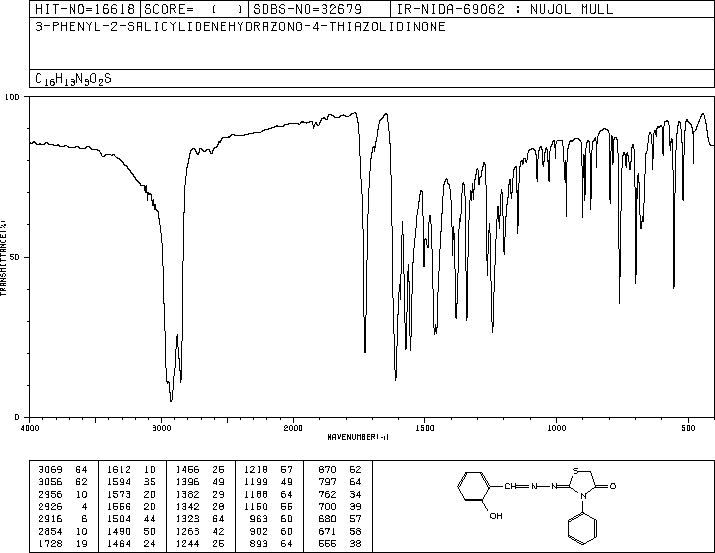 HIT-NO=16618 SCORE= ( ) SDBS-NO=32679 IR-NIDA-69062 : NUJOL MULL
3-PHENYL-2-SALICYLIDENEHYDRAZONO-4-THIAZOLIDINONE
C16H13N3O2S
100
50
0
TRANSMITTANCE(%)
4000 3000 2000 1500 1000 500
WAVENUMBER(-1)
3069 64 1612 10 1456 25 1218 57 870 52
3056 62 1594 35 1396 49 1199 49 797 64
2956 10 1573 20 1382 29 1188 64 762 34
2926 4 1556 20 1342 28 1150 55 700 39
2916 6 1504 44 1323 64 963 60 680 57
2854 10 1490 50 1263 42 902 60 671 58
1728 19 1464 24 1244 25 893 64 555 38
S
CH N N O
N
OH